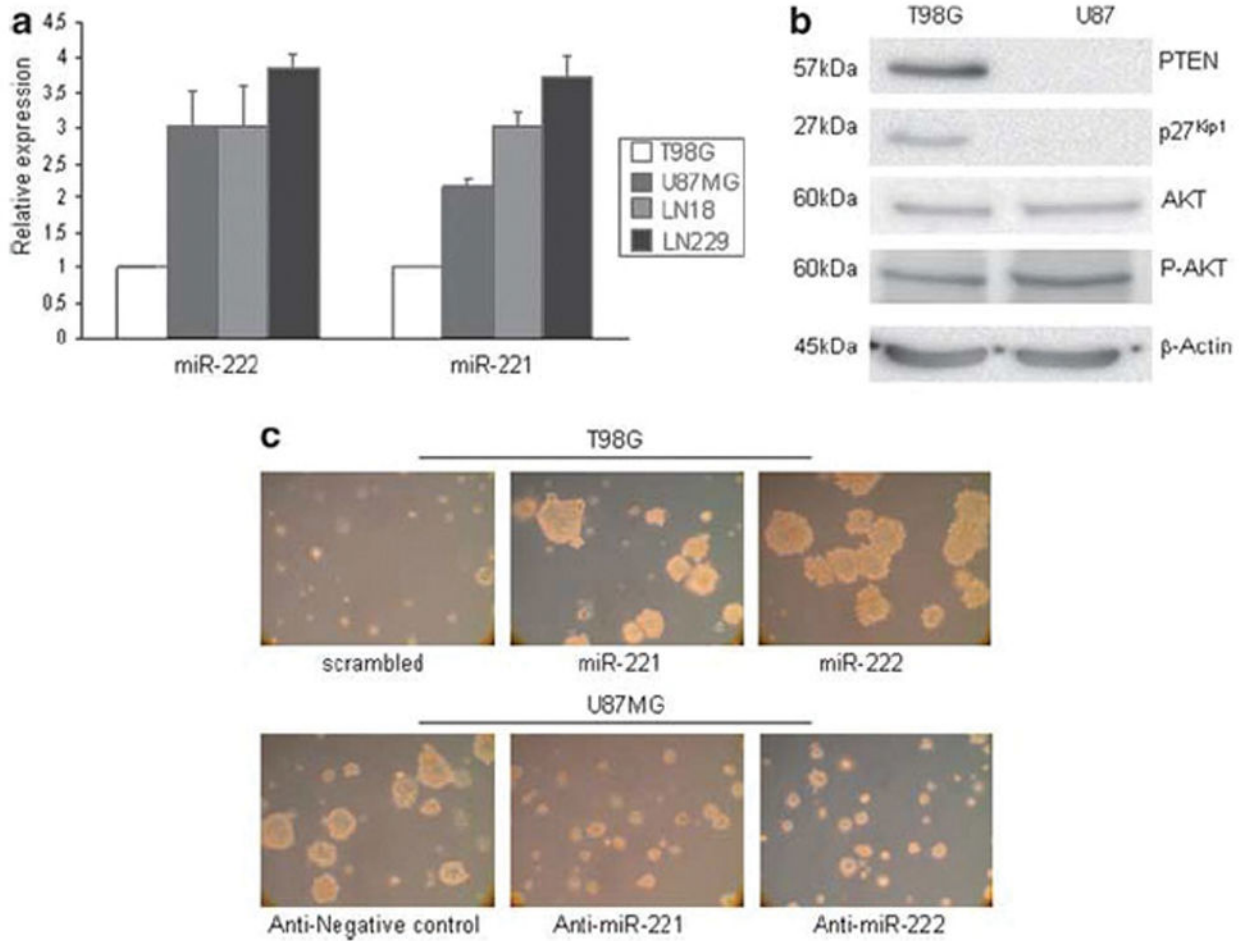 a
Relative expression
4.5
4
3.5
3
2.5
2
1.5
1
0.5
0
miR-222
miR-221
T98G
U87MG
LN18
LN229
b
T98G U87
57kDa PTEN
27kDa p27Kip1
60kDa AKT
60kDa P-AKT
45kDa β-Actin
c
T98G
scrambled
miR-221
miR-222
U87MG
Anti-Negative control
Anti-miR-221
Anti-miR-222